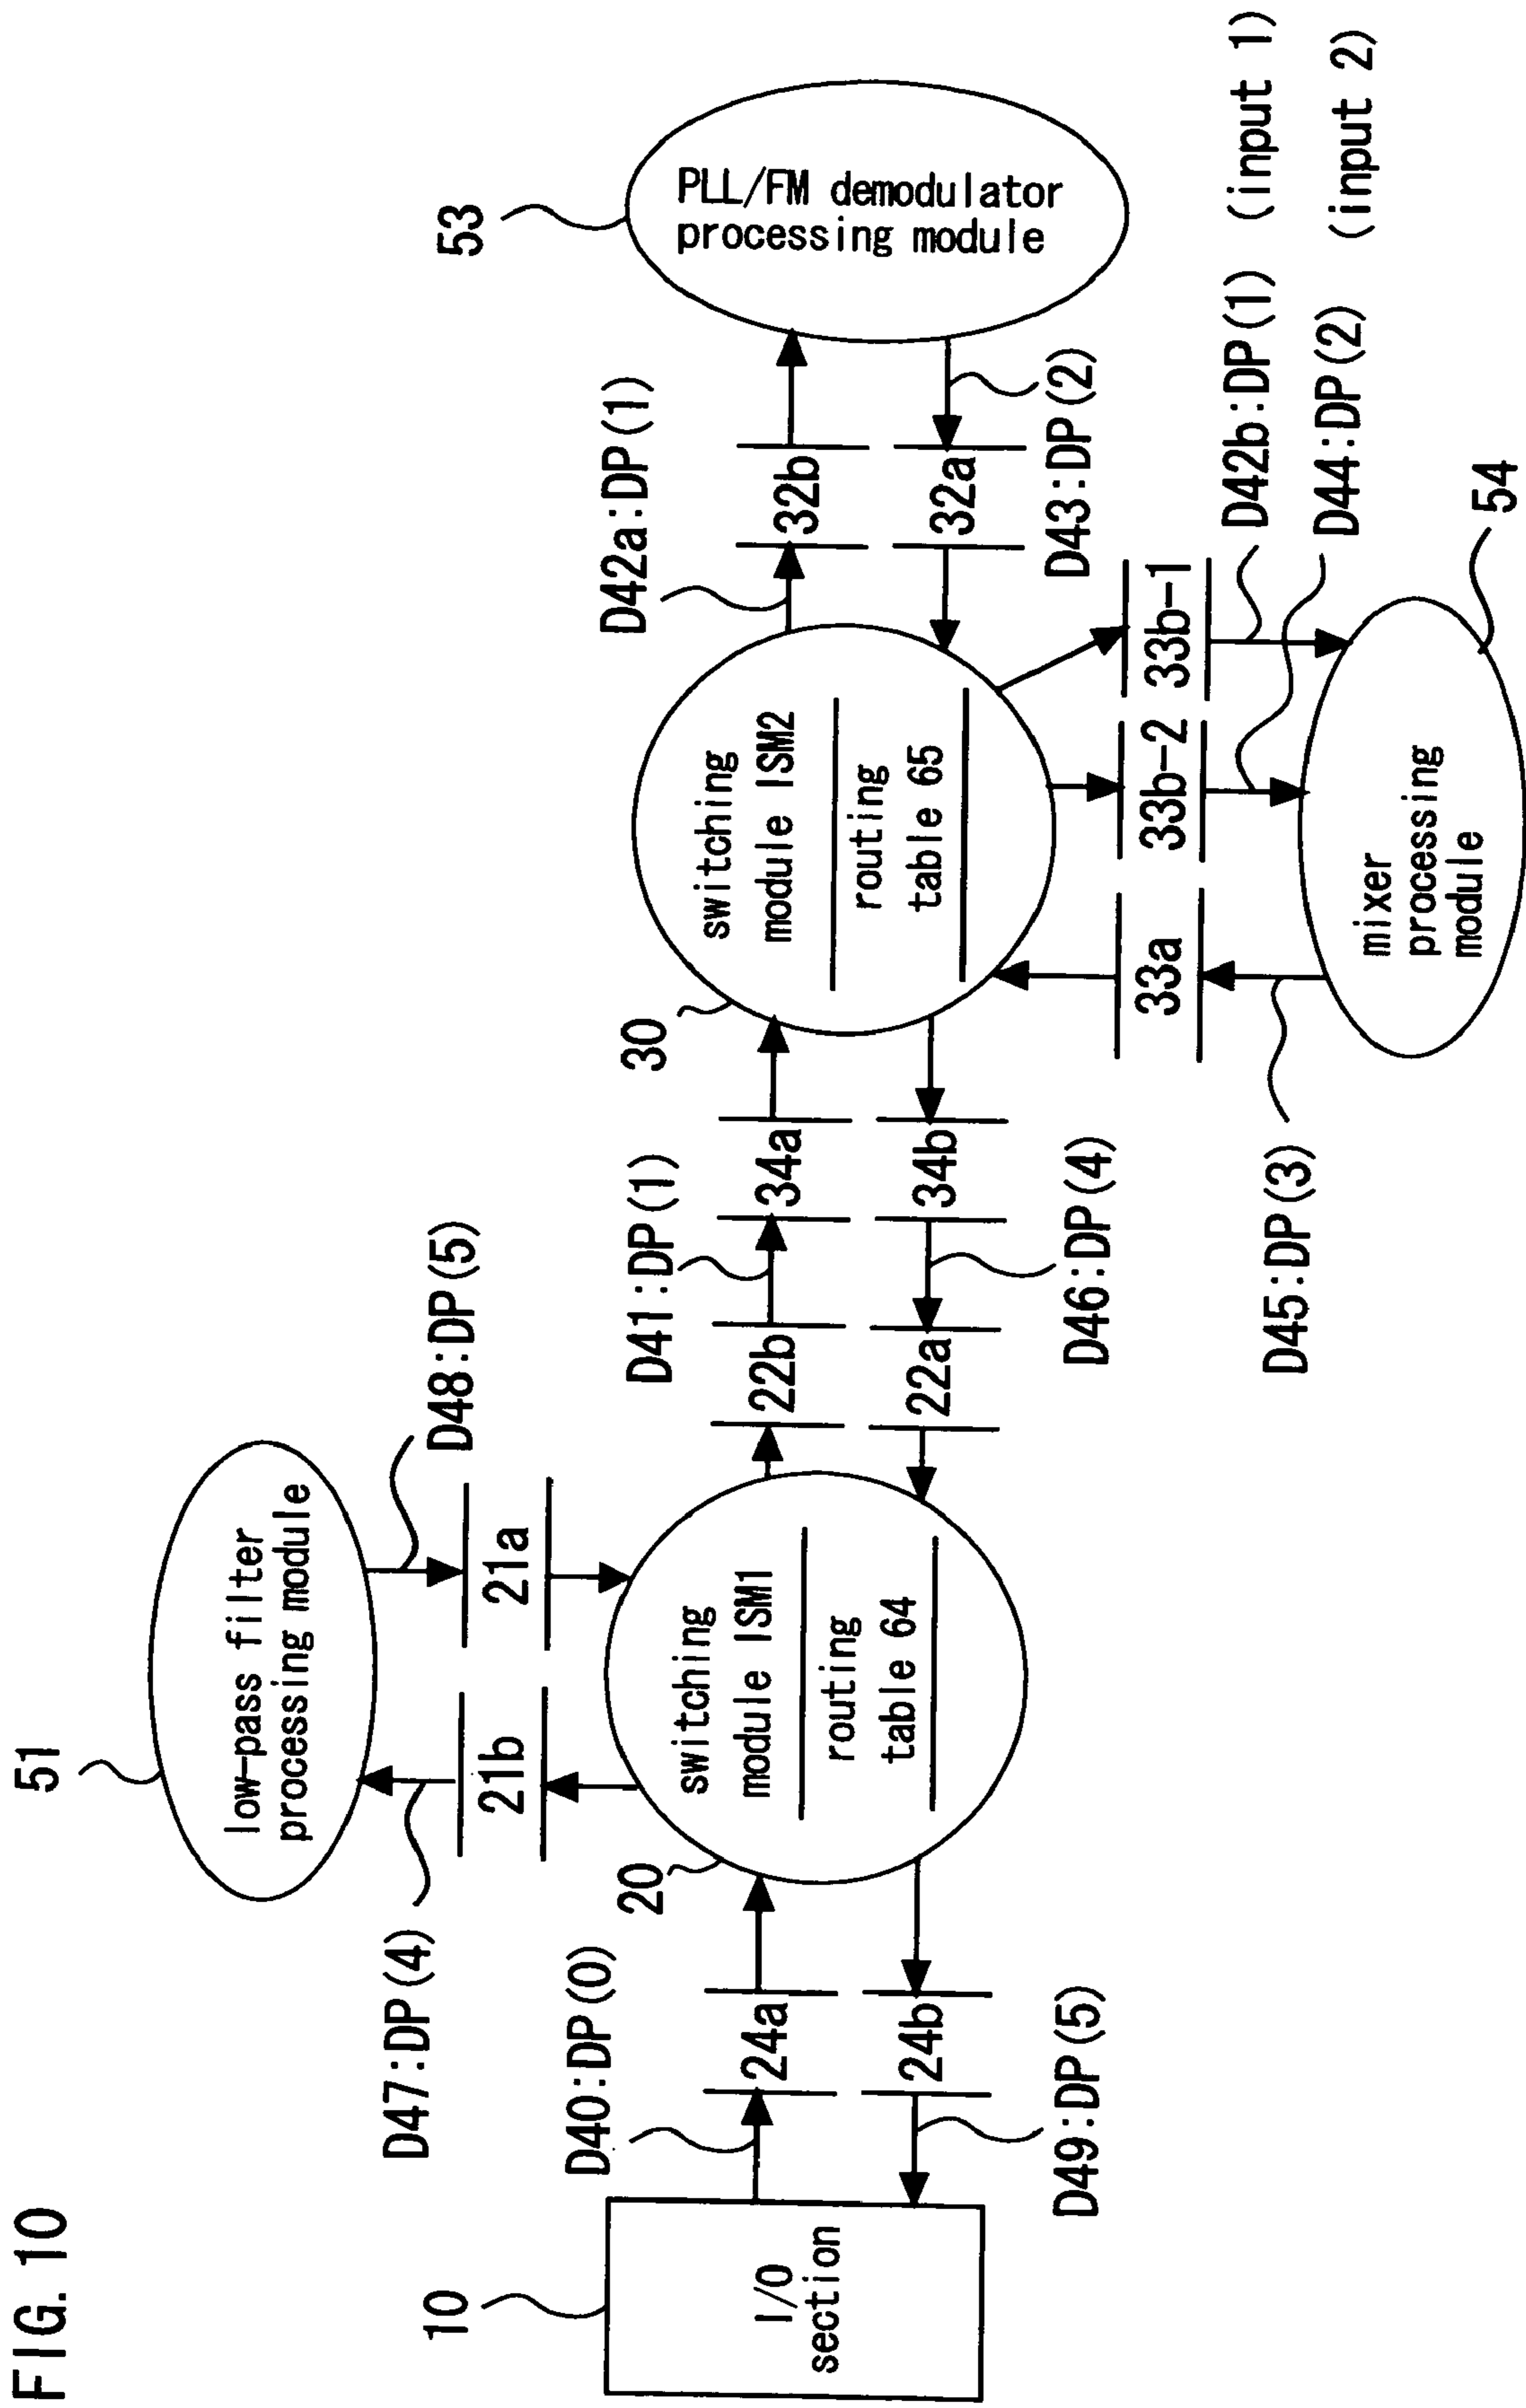 FIG. 10
51
low-pass filter
processing module
D47:DP(4)
21b
21a
D48:DP(5)
10
I/O
section
D40:DP(0)
24a
24b
D49:DP(5)
20
switching
module ISM1
routing
table 64
D41:DP(1)
22b
34a
22a
34b
D46:DP(4)
30
switching
module ISM2
routing
table 65
D42a:DP(1)
32b
32a
D43:DP(2)
53
PLL/FM demodulator
processing module
33a
33b-2
33b-1
D45:DP(3)
D42b:DP(1) (input 1)
D44:DP(2) (input 2)
mixer
processing
module
54